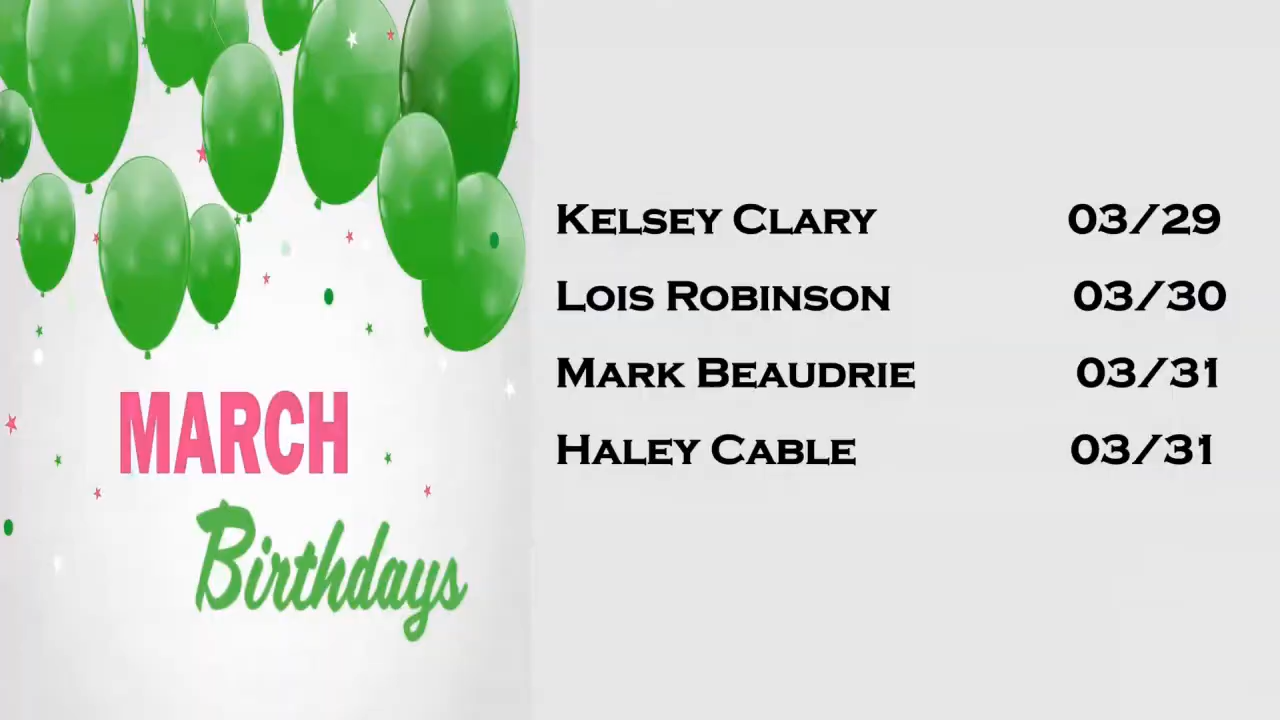 MARCH
Birthdays
KELSEY CLARY 03/29
LOIS ROBINSON 03/30
MARK BEAUDRIE 03/31
HALEY CABLE 03/31